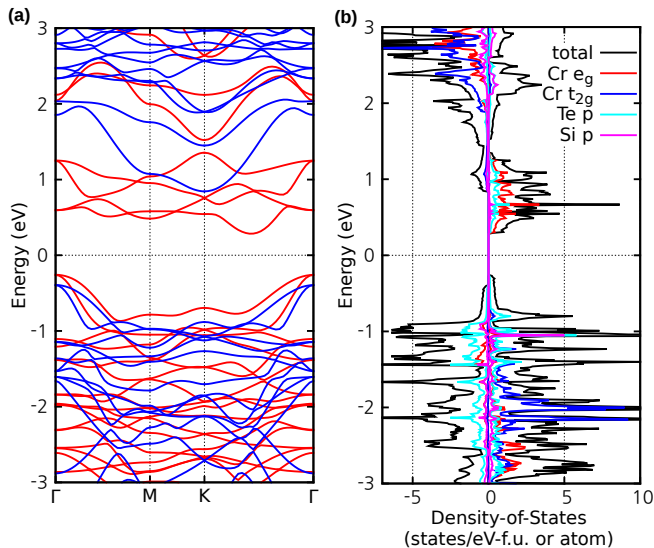 (a)
(b)
3
2
1
0
-1
-2
-3
Energy (eV)
Γ
M
K
Γ
3
2
1
0
-1
-2
-3
Energy (eV)
total
Cr e_g
Cr t_2g
Te p
Si p
-5
0
5
10
Density-of-States
(states/eV-f.u. or atom)